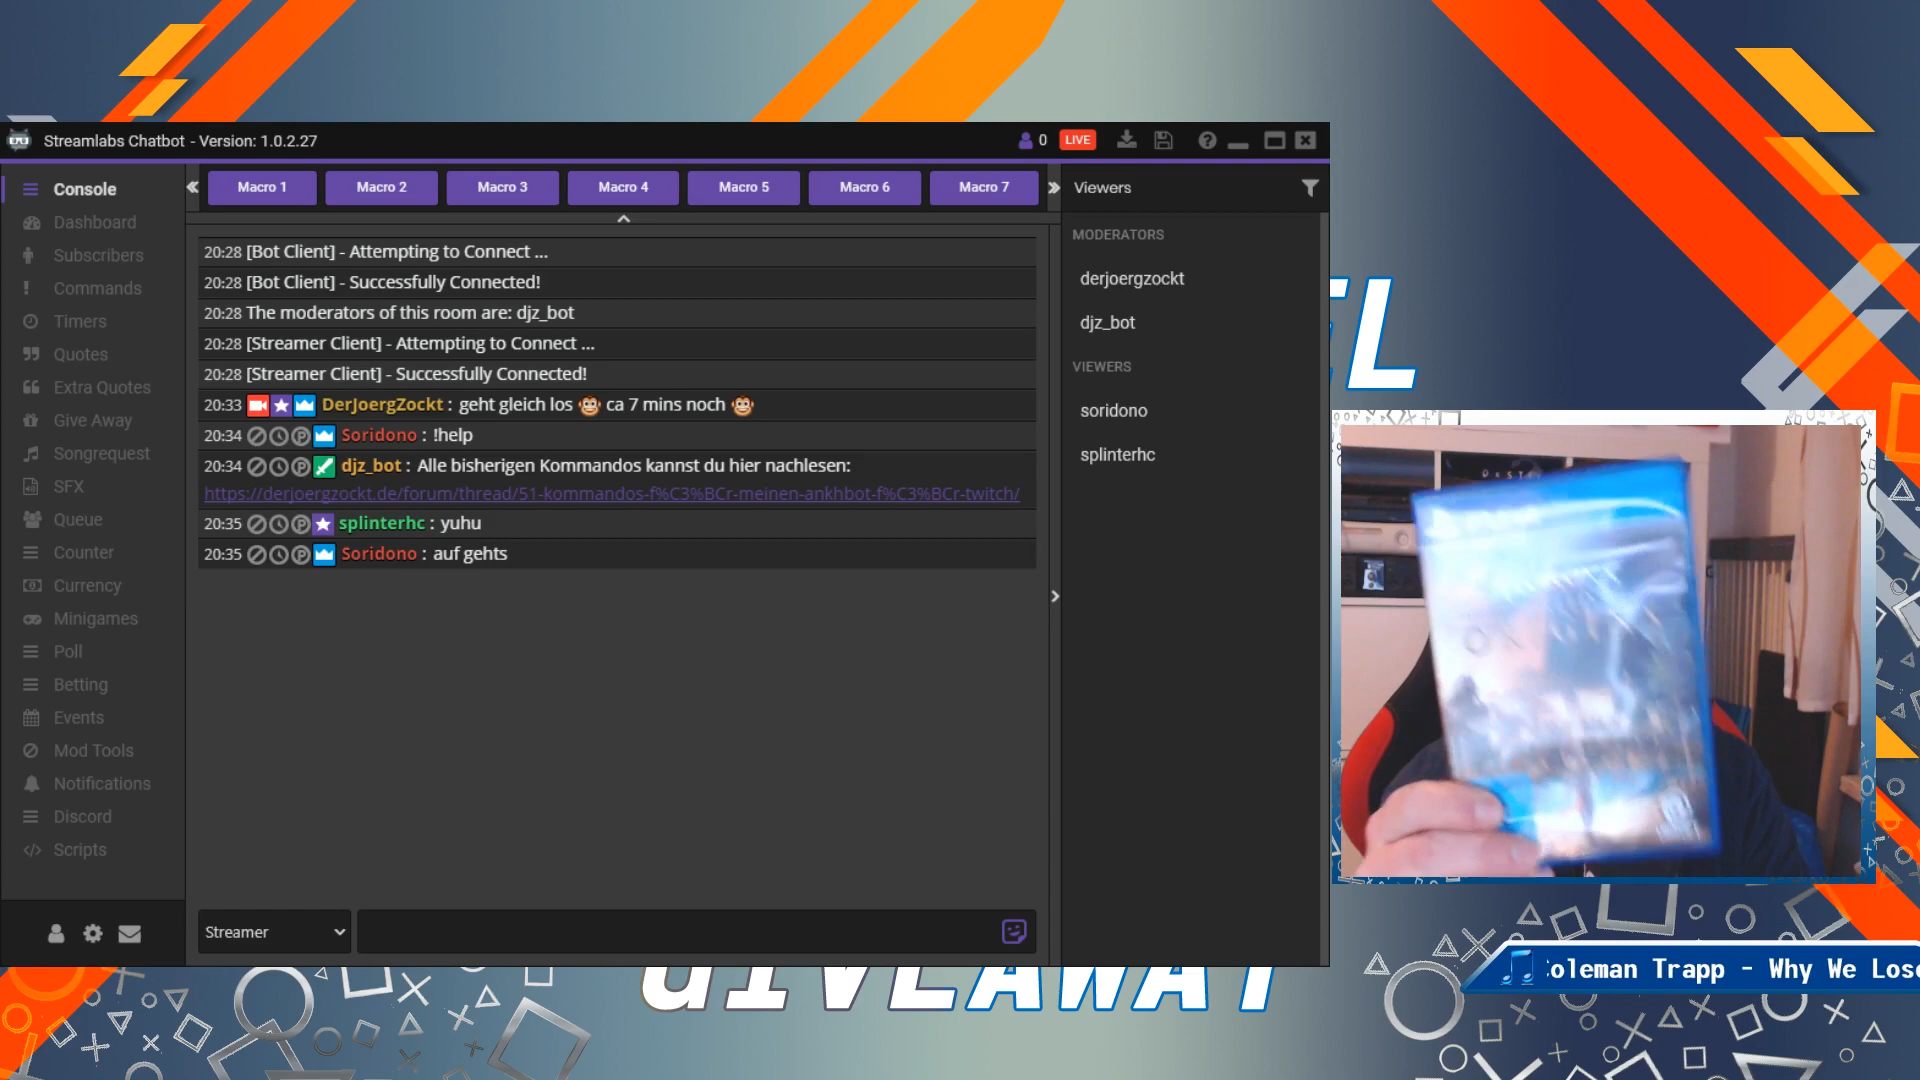 Streamlabs Chatbot - Version: 1.0.2.27
0
LIVE
Console
Dashboard
Subscribers
Commands
Timers
Quotes
Extra Quotes
Give Away
Songrequest
SFX
Queue
Counter
Currency
Minigames
Poll
Betting
Events
Mod Tools
Notifications
Discord
Scripts
Macro 1
Macro 2
Macro 3
Macro 4
Macro 5
Macro 6
Macro 7
20:28 [Bot Client] - Attempting to Connect ...
20:28 [Bot Client] - Successfully Connected!
20:28 The moderators of this room are: djz_bot
20:28 [Streamer Client] - Attempting to Connect ...
20:28 [Streamer Client] - Successfully Connected!
20:33 DerJoergZockt : geht gleich los 🐵 ca 7 mins noch 🐵
20:34 Soridono : !help
20:34 djz_bot : Alle bisherigen Kommandos kannst du hier nachlesen:
https://derjoergzockt.de/forum/thread/51-kommandos-f%C3%BCr-meinen-ankhbot-f%C3%BCr-twitch/
20:35 splinterhc : yuhu
20:35 Soridono : auf gehts
Streamer
Viewers
MODERATORS
derjoergzockt
djz_bot
VIEWERS
soridono
splinterhc
EL
GIVEAWAY
Coleman Trapp - Why We Lose